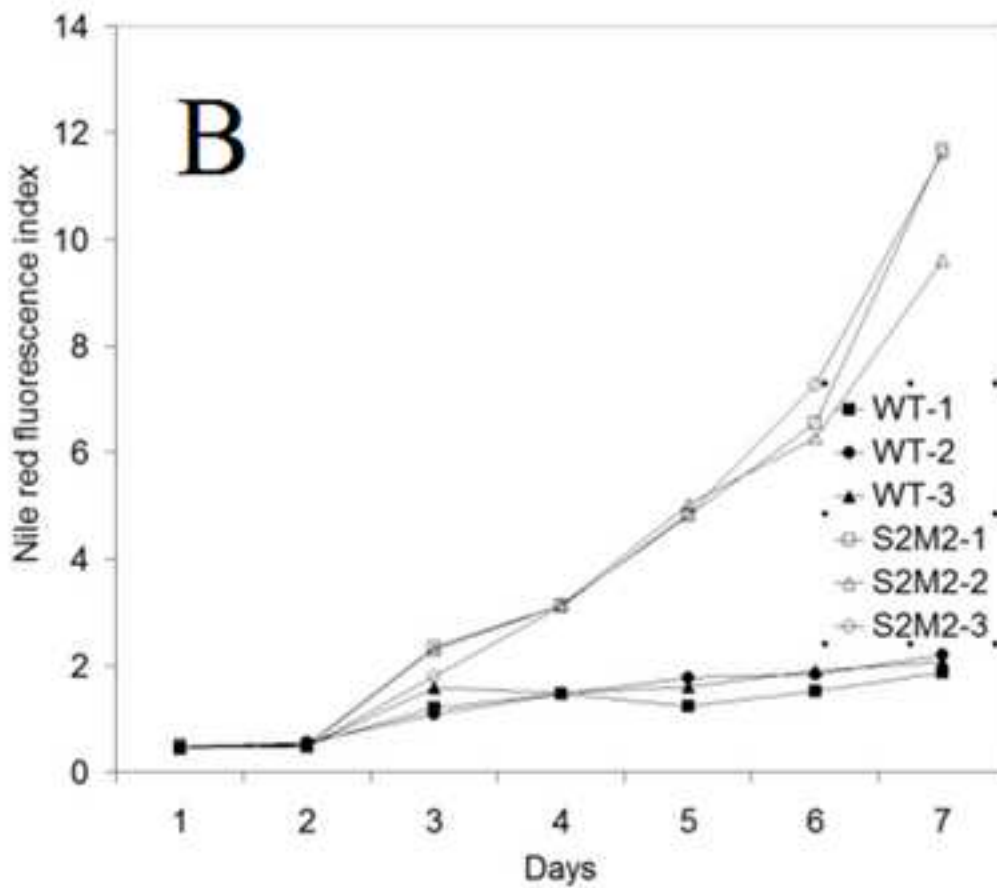 B
14
12
10
8
6
4
2
0
Nile red fluorescence index
WT-1
WT-2
WT-3
S2M2-1
S2M2-2
S2M2-3
1 2 3 4 5 6 7
Days